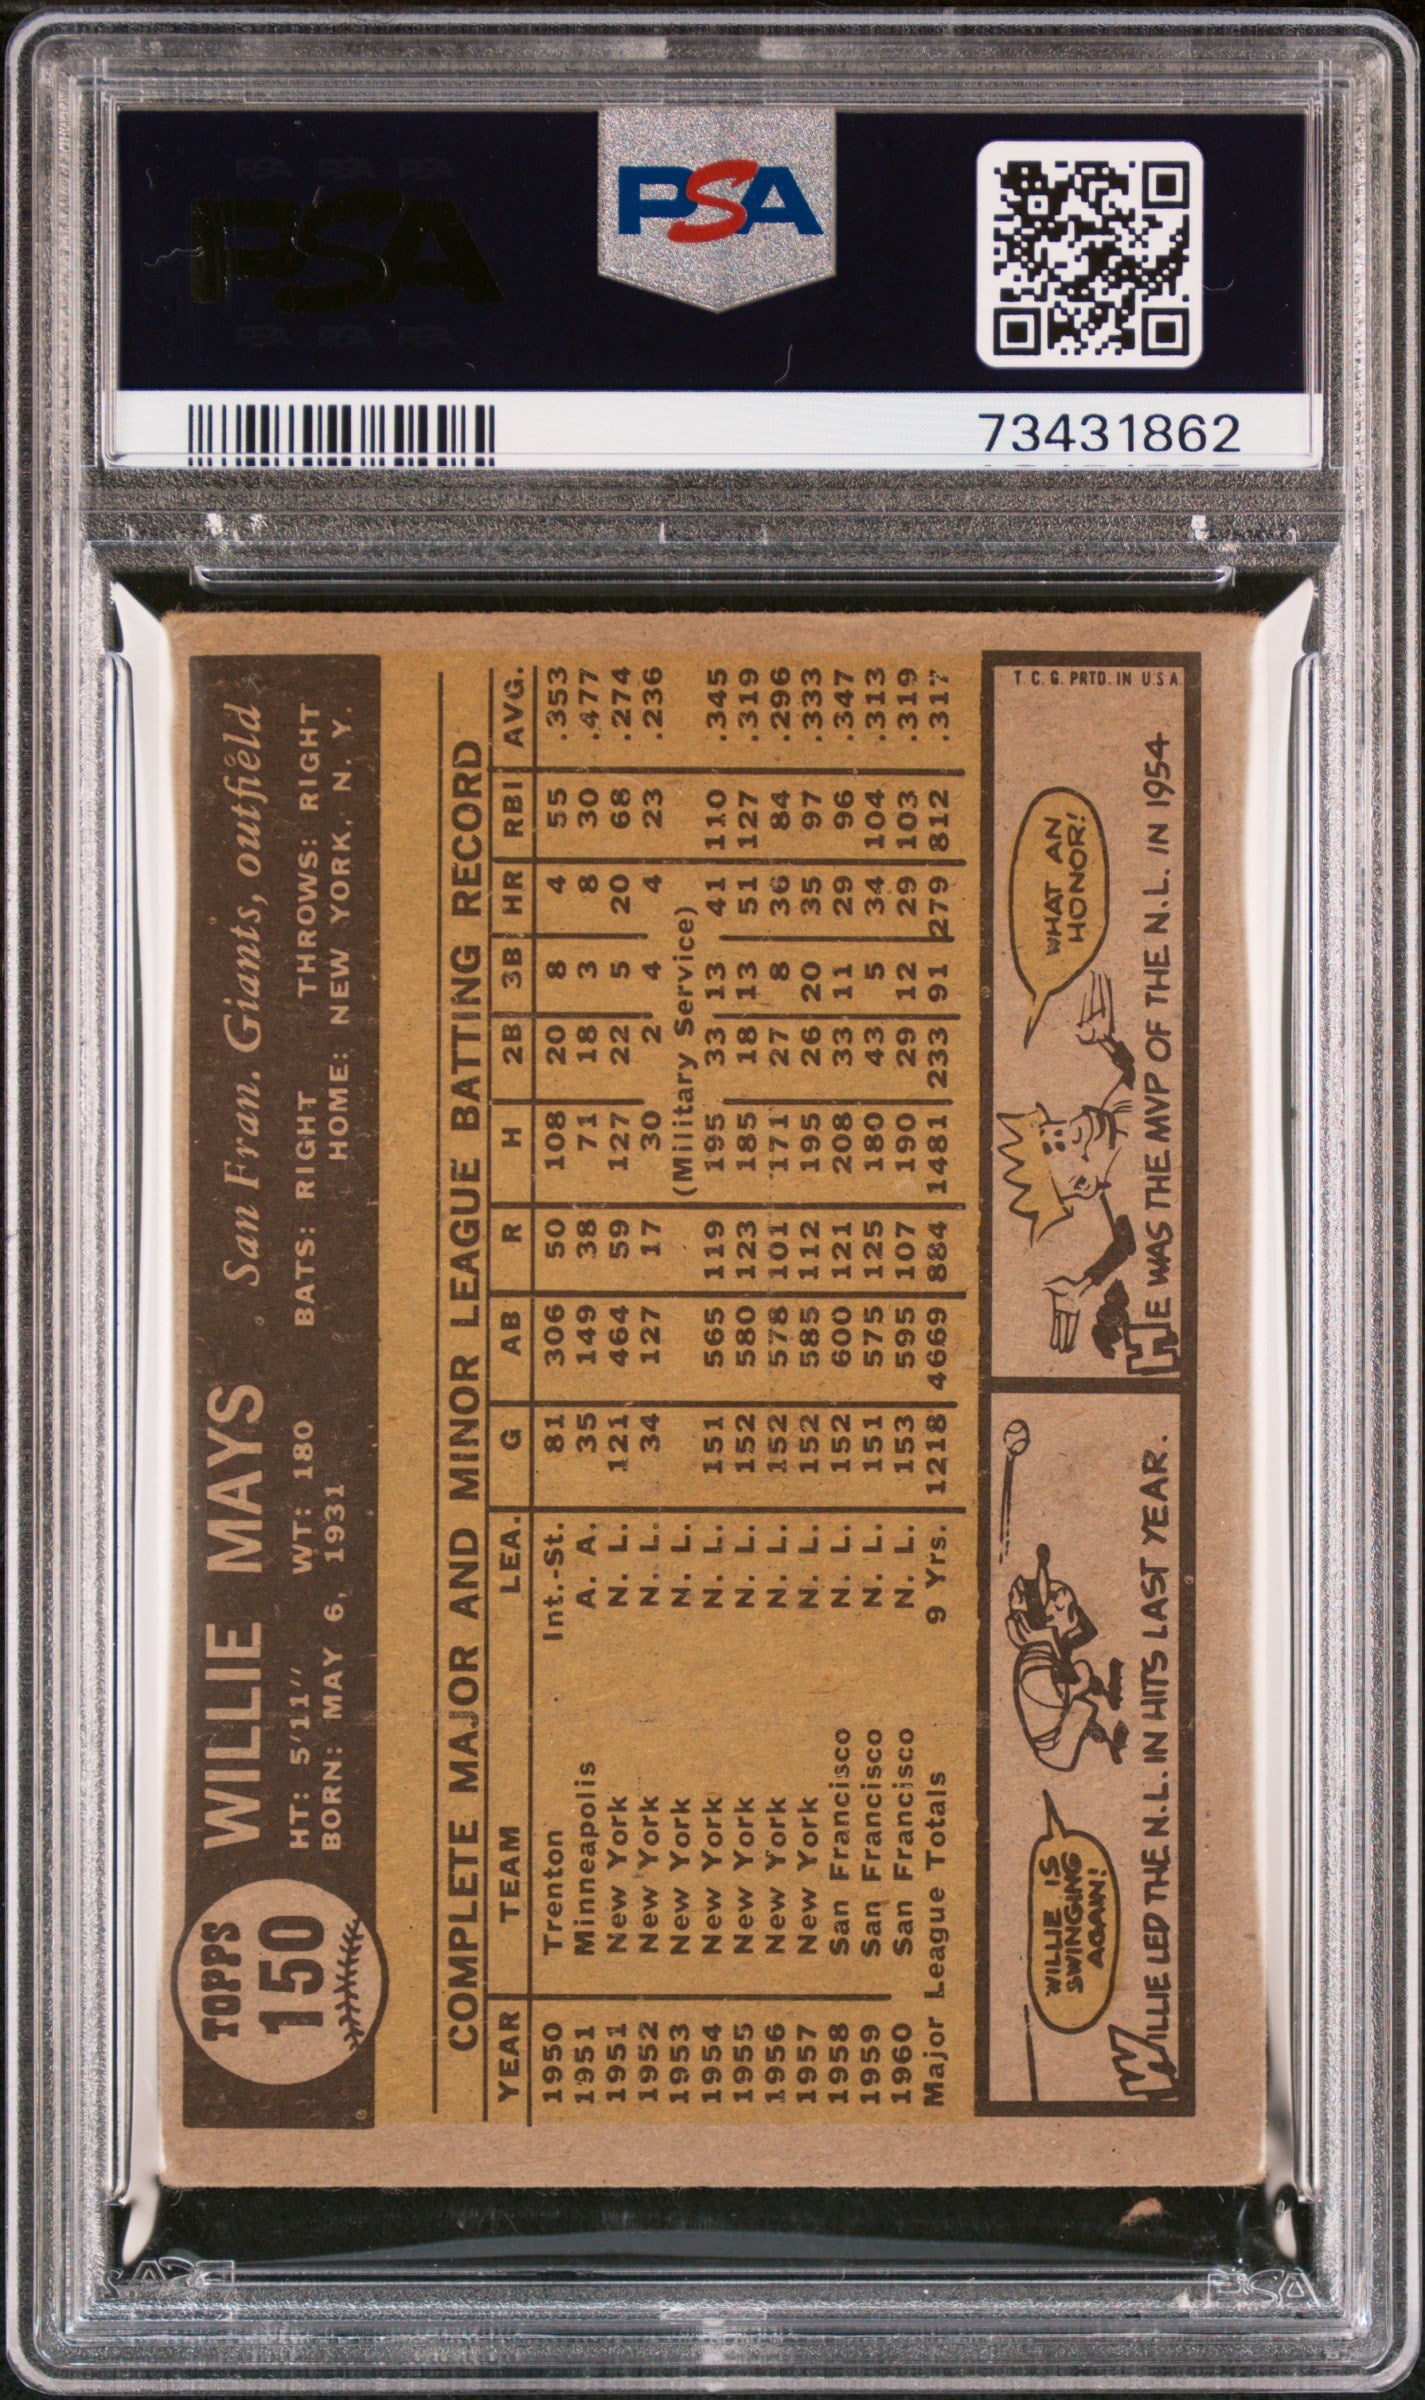 PSA PSA PSA
PSA
PSA PSA PSA
PSA
73431862
TOPPS
150
WILLIE MAYS San Fran. Giants, outfield
HT: 5'11" WT: 180 BATS: RIGHT THROWS: RIGHT
BORN: MAY 6, 1931 HOME: NEW YORK, N. Y.
COMPLETE MAJOR AND MINOR LEAGUE BATTING RECORD
YEAR TEAM LEA. G AB R H 2B 3B HR RBI AVG.
1950 Trenton Int.-St. 81 306 50 108 20 8 4 55 .353
1951 Minneapolis A. A. 35 149 38 71 18 3 8 30 .477
1951 New York N. L. 121 464 59 127 22 5 20 68 .274
1952 New York N. L. 34 127 17 30 2 4 4 23 .236
1953 New York N. L. (Military Service)
1954 New York N. L. 151 565 119 195 33 13 41 110 .345
1955 New York N. L. 152 580 123 185 18 13 51 127 .319
1956 New York N. L. 152 578 101 171 27 8 36 84 .296
1957 New York N. L. 152 585 112 195 26 20 35 97 .333
1958 San Francisco N. L. 152 600 121 208 33 11 29 96 .347
1959 San Francisco N. L. 151 575 125 180 43 5 34 104 .313
1960 San Francisco N. L. 153 595 107 190 29 12 29 103 .319
Major League Totals 9 Yrs. 1218 4669 884 1481 233 91 279 812 .317
WILLIE IS
SWINGING
AGAIN!
WILLIE LED THE N.L. IN HITS LAST YEAR.
WHAT AN
HONOR!
HE WAS THE MVP OF THE N.L. IN 1954
T. C. G. PRTD. IN U S A
PSA
PSA